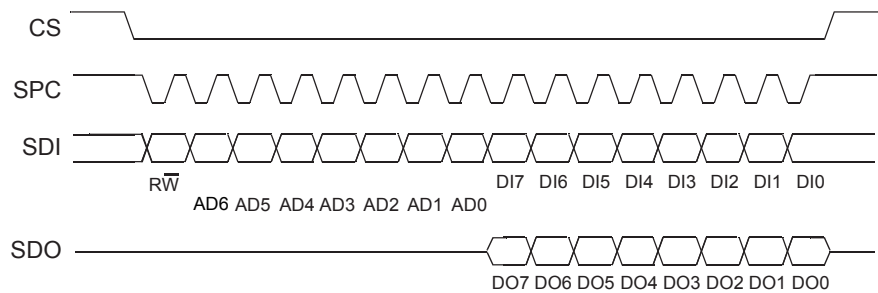 CS
SPC
SDI
RW̅ DI7 DI6 DI5 DI4 DI3 DI2 DI1 DI0
AD6 AD5 AD4 AD3 AD2 AD1 AD0
SDO
DO7 DO6 DO5 DO4 DO3 DO2 DO1 DO0